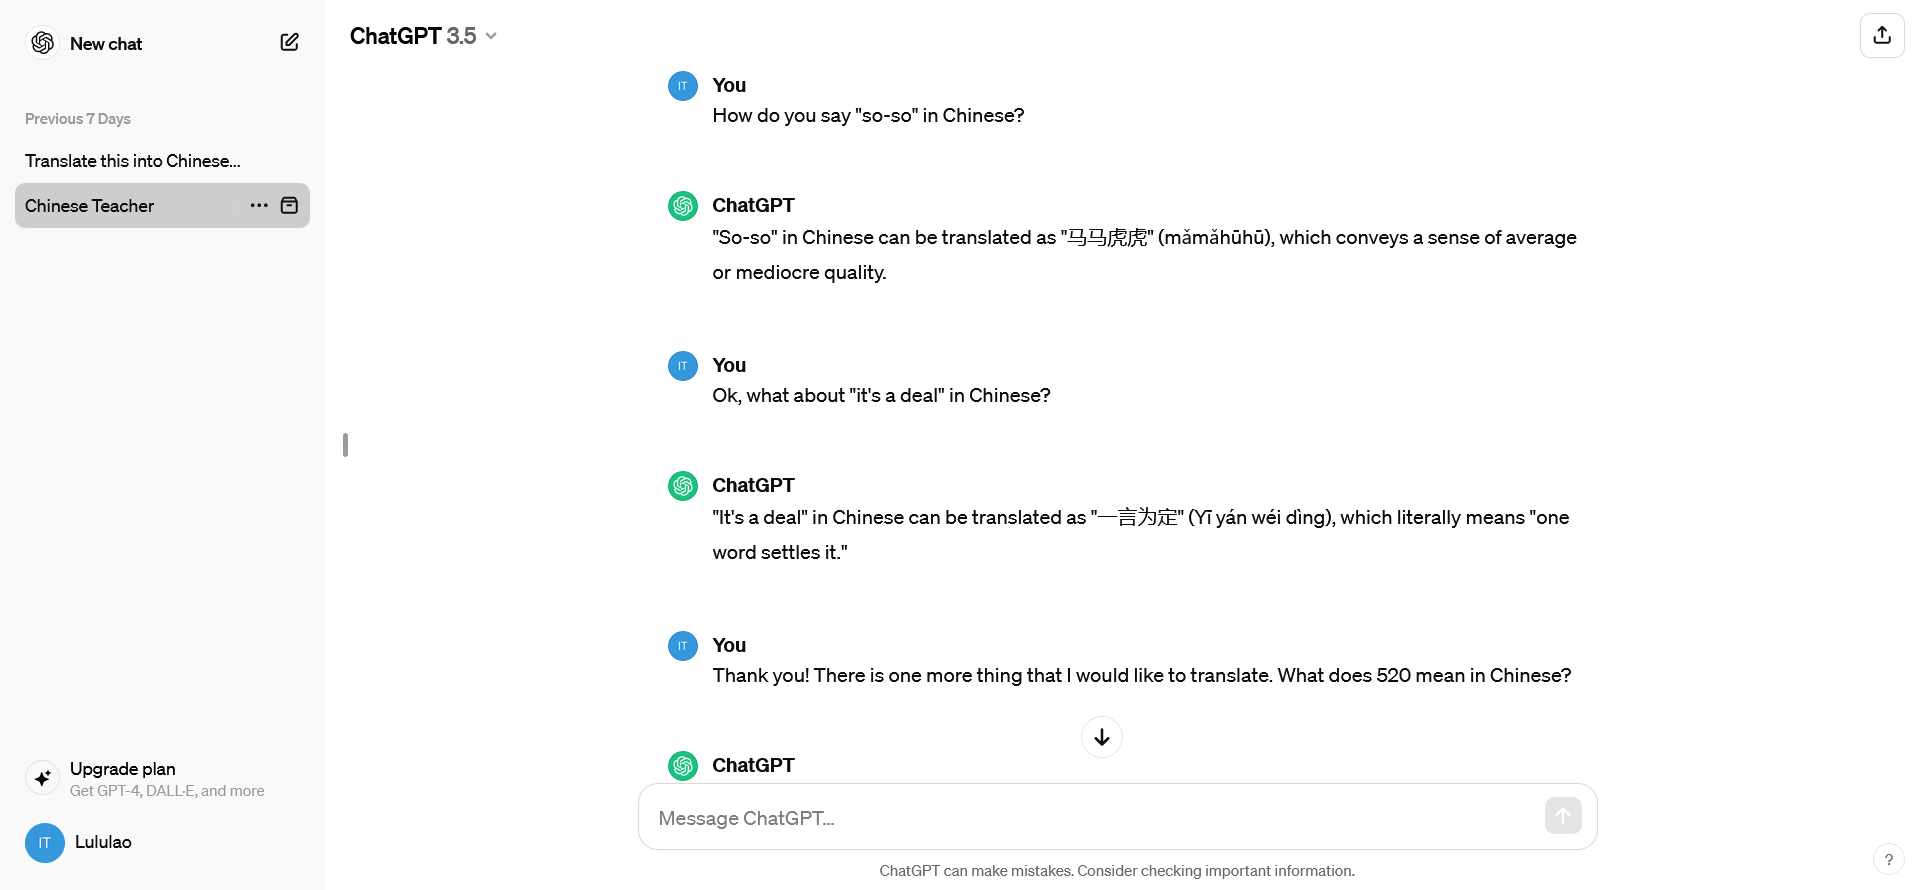 New chat
Previous 7 Days
Translate this into Chinese...
Chinese Teacher
Upgrade plan
Get GPT-4, DALL·E, and more
IT
Lululao
ChatGPT 3.5
IT
You
How do you say "so-so" in Chinese?
ChatGPT
"So-so" in Chinese can be translated as "马马虎虎" (mǎmǎhūhū), which conveys a sense of average
or mediocre quality.
IT
You
Ok, what about "it's a deal" in Chinese?
ChatGPT
"It's a deal" in Chinese can be translated as "一言为定" (Yī yán wéi dìng), which literally means "one
word settles it."
IT
You
Thank you! There is one more thing that I would like to translate. What does 520 mean in Chinese?
ChatGPT
Message ChatGPT...
ChatGPT can make mistakes. Consider checking important information.
?